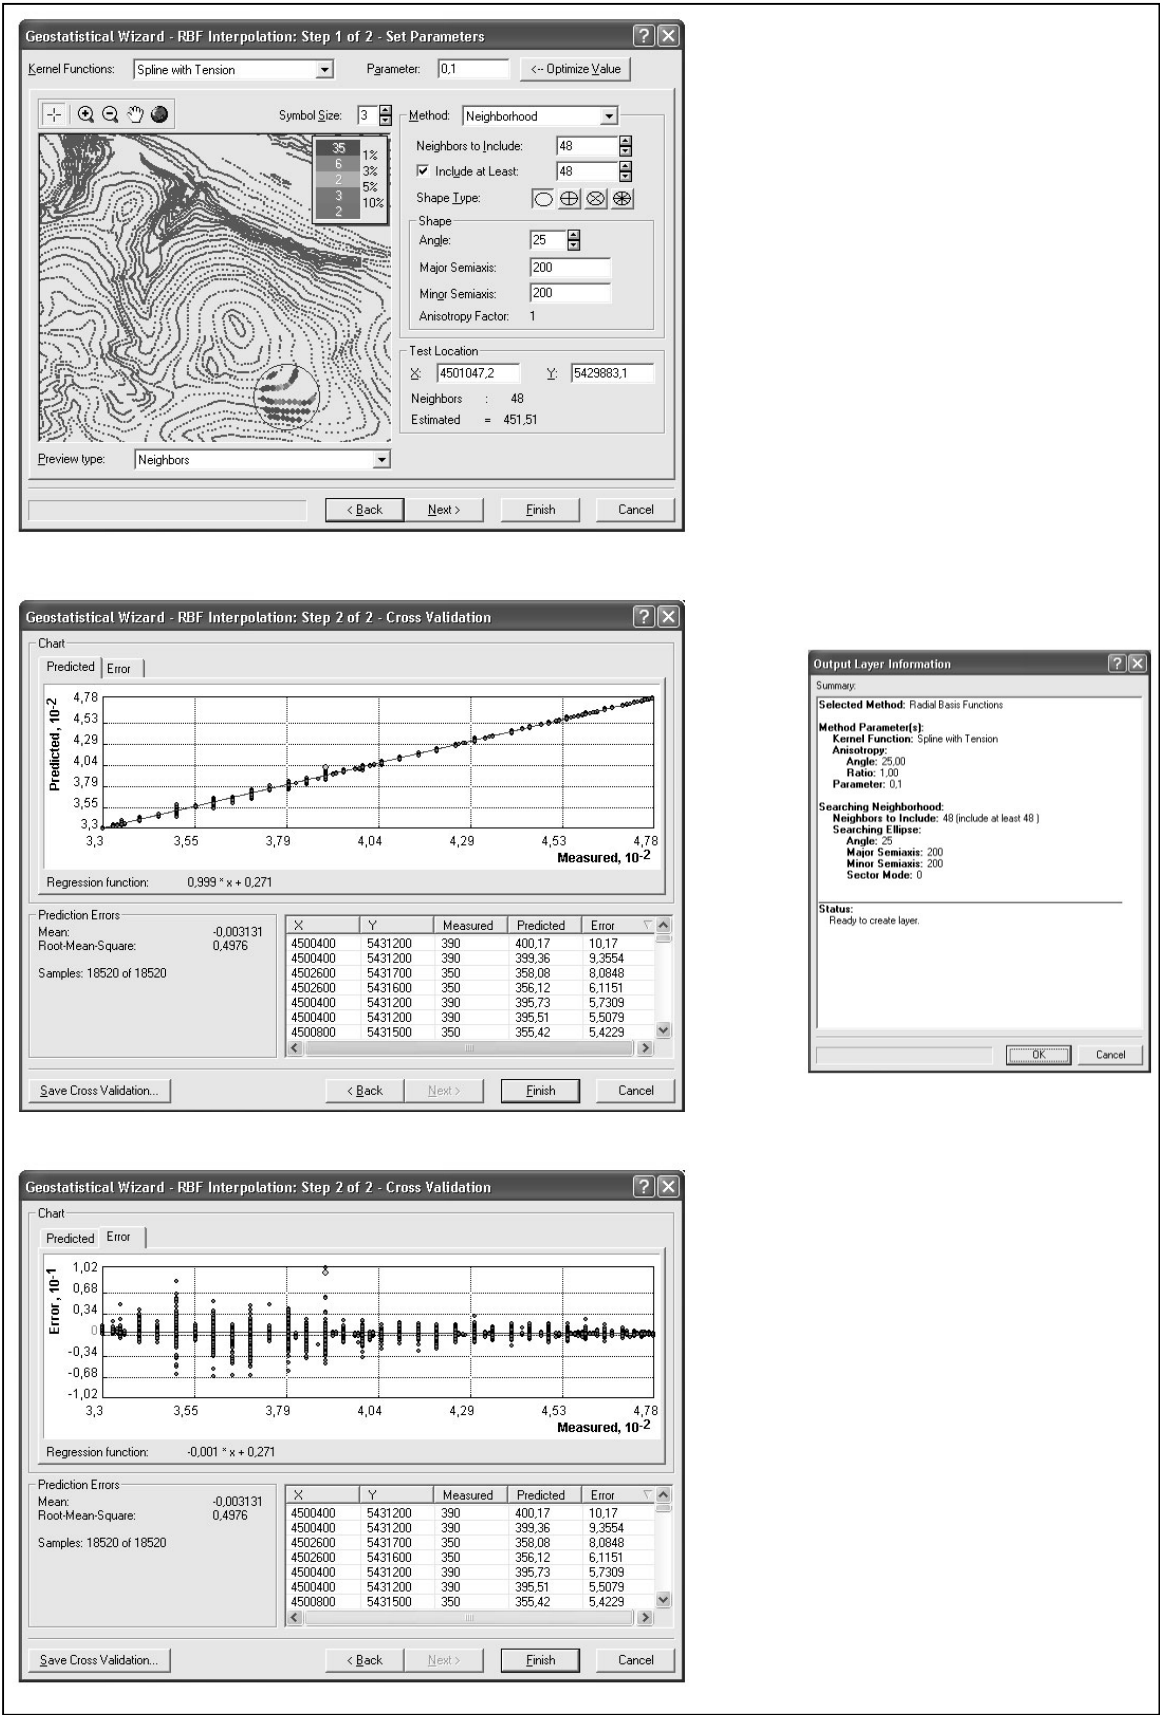 Geostatistical Wizard - RBF Interpolation: Step 1 of 2 - Set Parameters
Kernel Functions: Spline with Tension Parameter: 0,1 <-- Optimize Value
Symbol Size: 3
Method: Neighborhood
35
6
2
3
2
1%
3%
5%
10%
Neighbors to Include: 48
Include at Least: 48
Shape Type:
Shape
Angle: 25
Major Semiaxis: 200
Minor Semiaxis: 200
Anisotropy Factor: 1
Test Location
X: 4501047,2 Y: 5429883,1
Neighbors : 48
Estimated = 451,51
Preview type: Neighbors
< Back Next > Finish Cancel
Geostatistical Wizard - RBF Interpolation: Step 2 of 2 - Cross Validation
Chart
Predicted Error
Predicted, 10-2
4,78
4,53
4,29
4,04
3,79
3,55
3,3
3,3 3,55 3,79 4,04 4,29 4,53 4,78
Measured, 10-2
Regression function: 0,999 * x + 0,271
Prediction Errors
Mean: -0,003131
Root-Mean-Square: 0,4976
Samples: 18520 of 18520
X Y Measured Predicted Error
4500400 5431200 390 400,17 10,17
4500400 5431200 390 399,36 9,3554
4502600 5431700 350 358,08 8,0848
4502600 5431600 350 356,12 6,1151
4500400 5431200 390 395,73 5,7309
4500400 5431200 390 395,51 5,5079
4500800 5431500 350 355,42 5,4229
Save Cross Validation... < Back Next > Finish Cancel
Output Layer Information
Summary:
Selected Method: Radial Basis Functions
Method Parameter(s):
Kernel Function: Spline with Tension
Anisotropy:
Angle: 25,00
Ratio: 1,00
Parameter: 0,1
Searching Neighborhood:
Neighbors to Include: 48 (include at least 48 )
Searching Ellipse:
Angle: 25
Major Semiaxis: 200
Minor Semiaxis: 200
Sector Mode: 0
Status:
Ready to create layer.
OK Cancel
Geostatistical Wizard - RBF Interpolation: Step 2 of 2 - Cross Validation
Chart
Predicted Error
Error, 10-1
1,02
0,68
0,34
0
-0,34
-0,68
-1,02
3,3 3,55 3,79 4,04 4,29 4,53 4,78
Measured, 10-2
Regression function: -0,001 * x + 0,271
Prediction Errors
Mean: -0,003131
Root-Mean-Square: 0,4976
Samples: 18520 of 18520
X Y Measured Predicted Error
4500400 5431200 390 400,17 10,17
4500400 5431200 390 399,36 9,3554
4502600 5431700 350 358,08 8,0848
4502600 5431600 350 356,12 6,1151
4500400 5431200 390 395,73 5,7309
4500400 5431200 390 395,51 5,5079
4500800 5431500 350 355,42 5,4229
Save Cross Validation... < Back Next > Finish Cancel